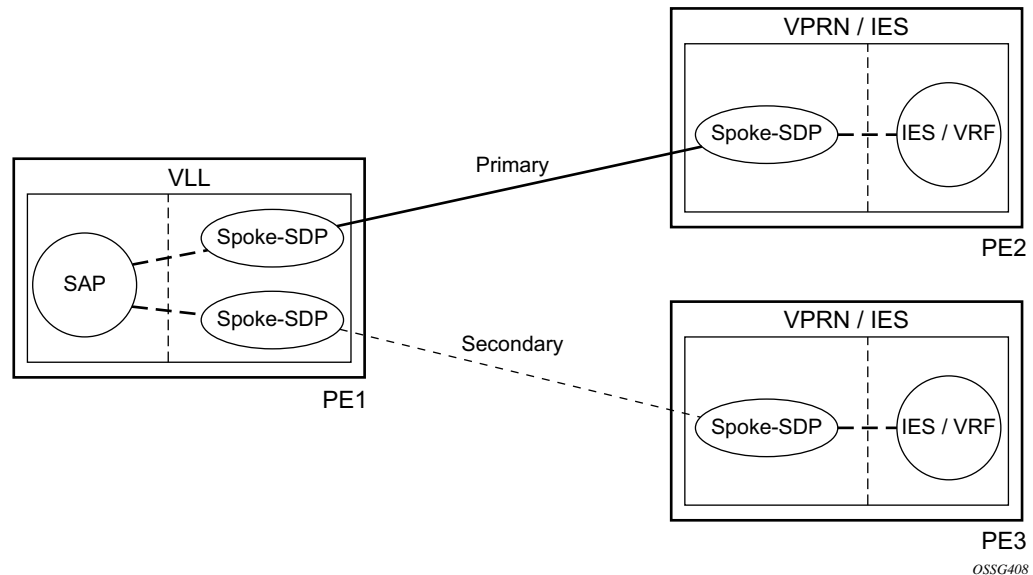 VPRN / IES
Spoke-SDP
IES / VRF
PE2
Primary
VLL
Spoke-SDP
SAP
Spoke-SDP
PE1
Secondary
VPRN / IES
Spoke-SDP
IES / VRF
PE3
OSSG408